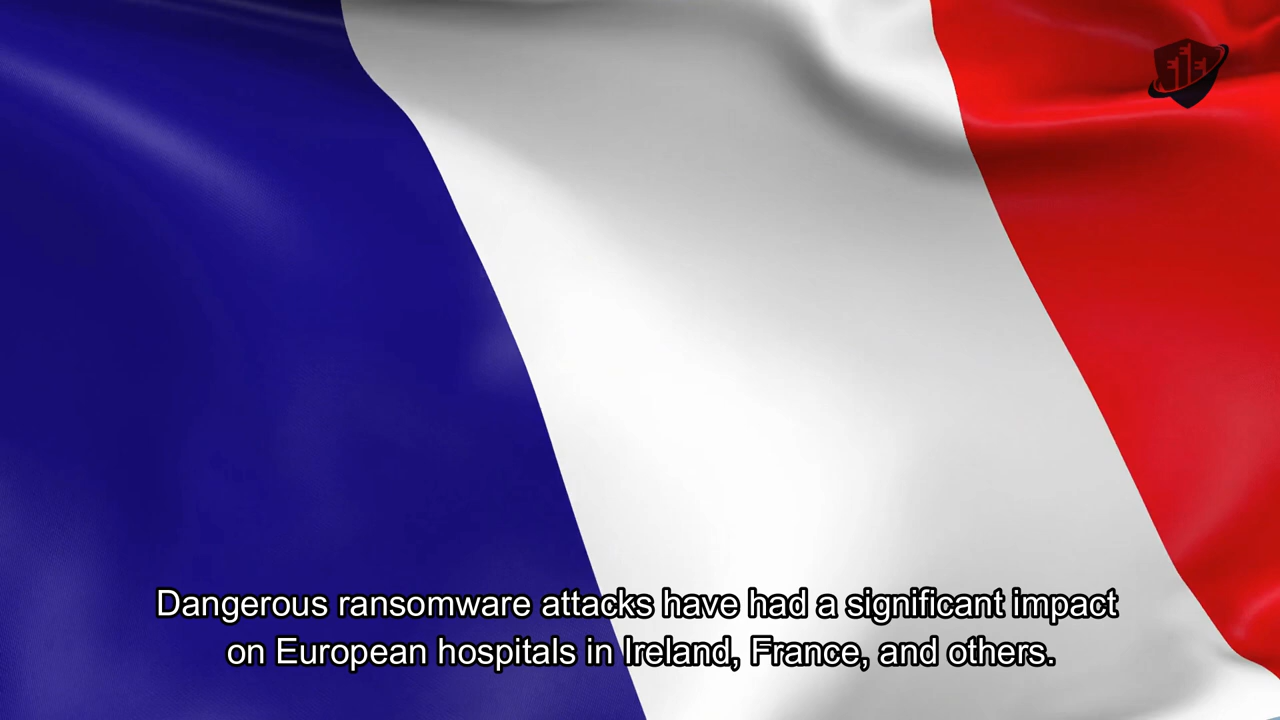 Dangerous ransomware attacks have had a significant impact
on European hospitals in Ireland, France, and others.